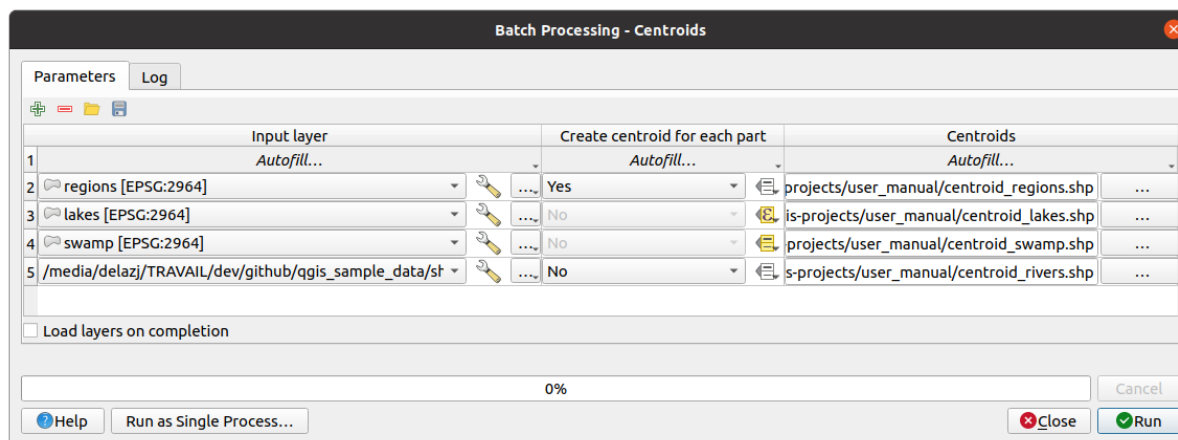 Batch Processing - Centroids
Parameters Log
Input layer Create centroid for each part Centroids
1 Autofill... Autofill... Autofill...
2 regions [EPSG:2964] ... Yes projects/user_manual/centroid_regions.shp ...
3 lakes [EPSG:2964] ... No is-projects/user_manual/centroid_lakes.shp ...
4 swamp [EPSG:2964] ... No projects/user_manual/centroid_swamp.shp ...
5 /media/delazj/TRAVAIL/dev/github/qgis_sample_data/sh ... No s-projects/user_manual/centroid_rivers.shp ...
Load layers on completion
0% Cancel
Help Run as Single Process... Close Run